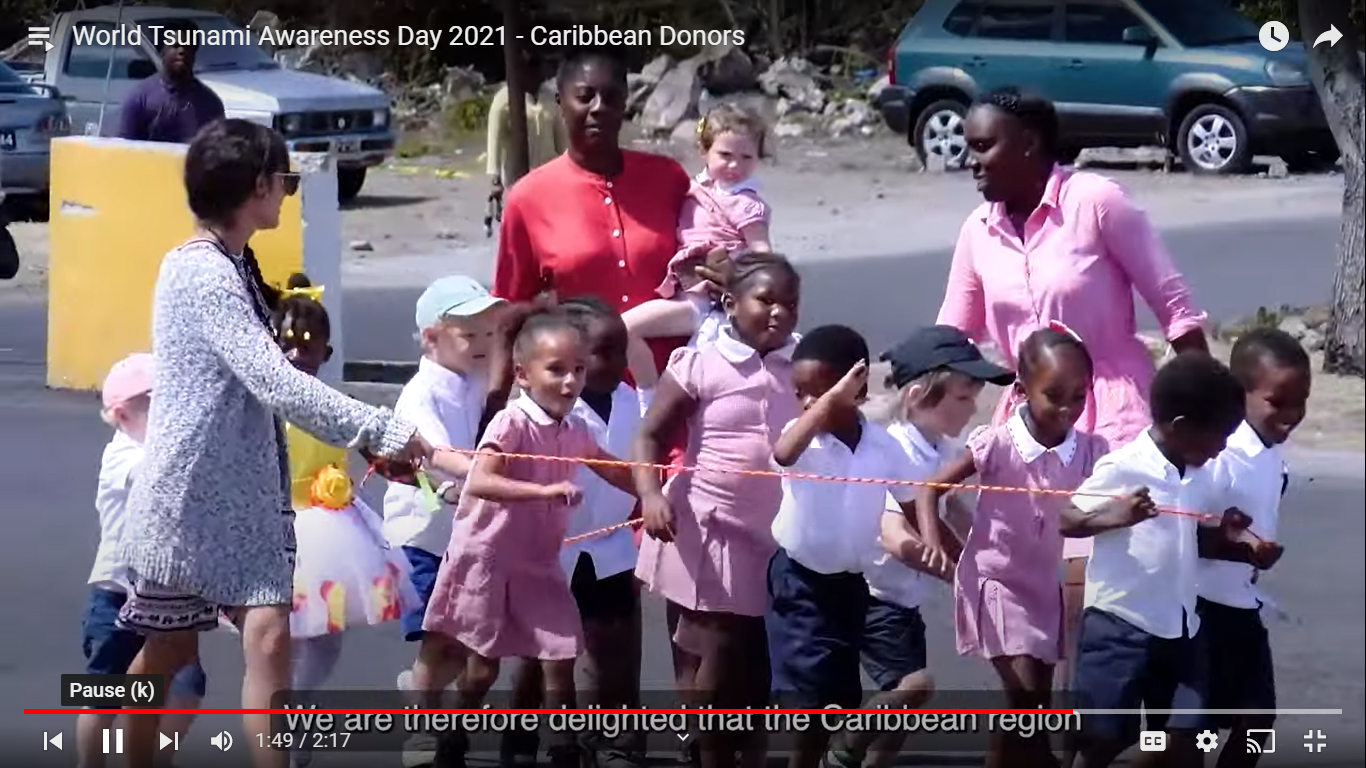 World Tsunami Awareness Day 2021 - Caribbean Donors
Pause (k)
We are therefore delighted that the Caribbean region
1:49 / 2:17
CC